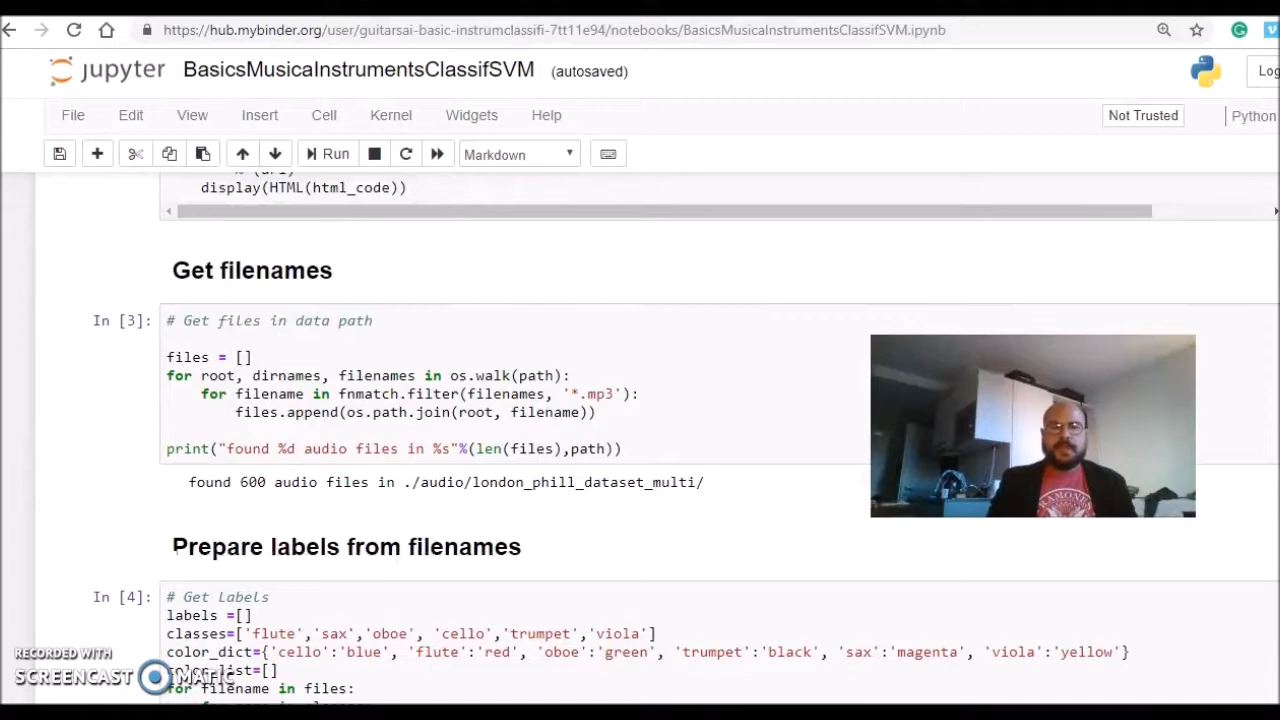 https://hub.mybinder.org/user/guitarsai-basic-instrumclassifi-7tt11e94/notebooks/BasicsMusicaInstrumentsClassifSVM.ipynb
jupyter BasicsMusicaInstrumentsClassifSVM (autosaved)
File Edit View Insert Cell Kernel Widgets Help Not Trusted Python
Run Markdown
display(HTML(html_code))
Get filenames
In [3]: # Get files in data path
files = []
for root, dirnames, filenames in os.walk(path):
for filename in fnmatch.filter(filenames, '*.mp3'):
files.append(os.path.join(root, filename))
print("found %d audio files in %s"%(len(files),path))
found 600 audio files in ./audio/london_phill_dataset_multi/
RAMONES
Prepare labels from filenames
In [4]: # Get Labels
labels =[]
classes=['flute','sax','oboe', 'cello','trumpet','viola']
color_dict={'cello':'blue', 'flute':'red', 'oboe':'green', 'trumpet':'black', 'sax':'magenta', 'viola':'yellow'}
color_list=[]
for filename in files:
RECORDED WITH
SCREENCAST MATIC